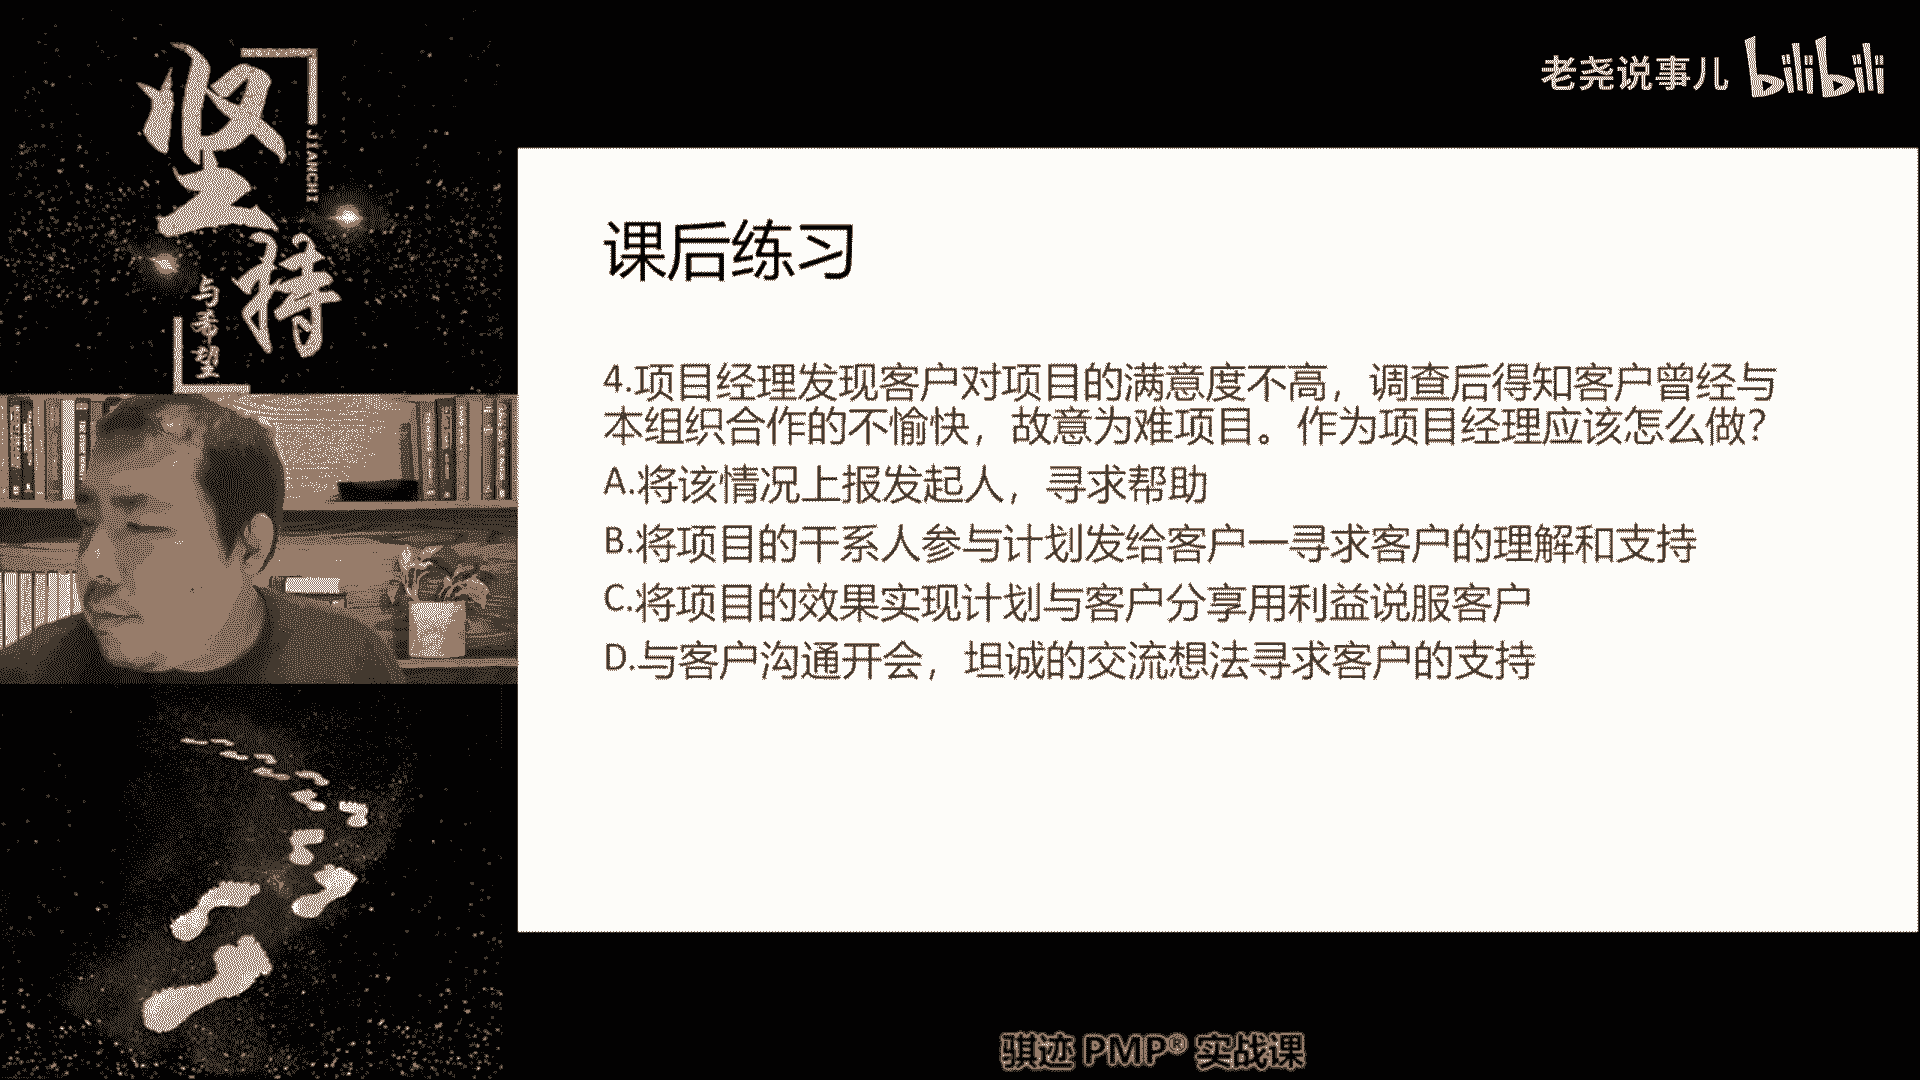 坚持
JIANCHI
与希望
老尧说事儿 bilibili
课后练习
4.项目经理发现客户对项目的满意度不高，调查后得知客户曾经与
本组织合作的不愉快，故意为难项目。作为项目经理应该怎么做？
A.将该情况上报发起人，寻求帮助
B.将项目的干系人参与计划发给客户一寻求客户的理解和支持
C.将项目的效果实现计划与客户分享用利益说服客户
D.与客户沟通开会，坦诚的交流想法寻求客户的支持
骐迹 PMP® 实战课